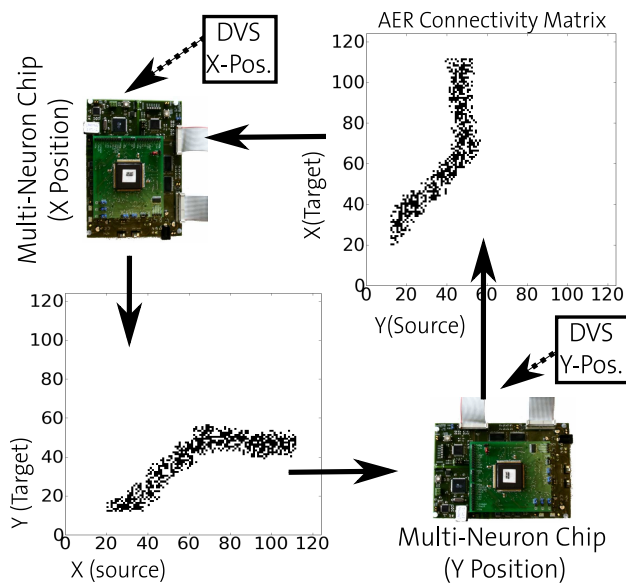 DVS
X-Pos.
AER Connectivity Matrix
Multi-Neuron Chip
(X Position)
120
100
80
60
40
20
0
X(Target)
0 20 40 60 80 100 120
Y(Source)
120
100
80
60
40
20
0
Y (Target)
0 20 40 60 80 100 120
X (source)
DVS
Y-Pos.
Multi-Neuron Chip
(Y Position)